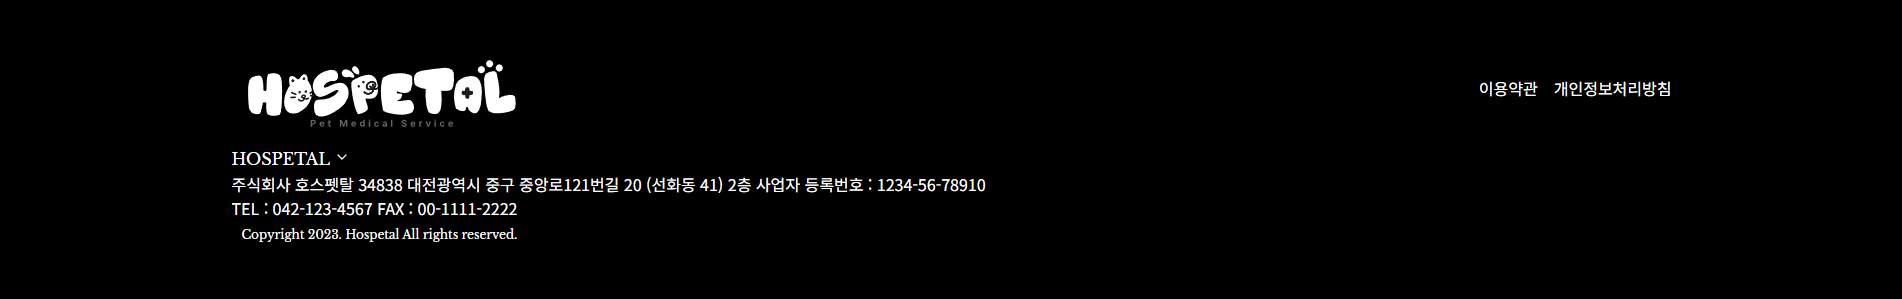 HOSPETAL
Pet Medical Service
이용약관 개인정보처리방침
HOSPETAL
주식회사 호스펫탈 34838 대전광역시 중구 중앙로121번길 20 (선화동 41) 2층 사업자 등록번호 : 1234-56-78910
TEL : 042-123-4567 FAX : 00-1111-2222
Copyright 2023. Hospetal All rights reserved.